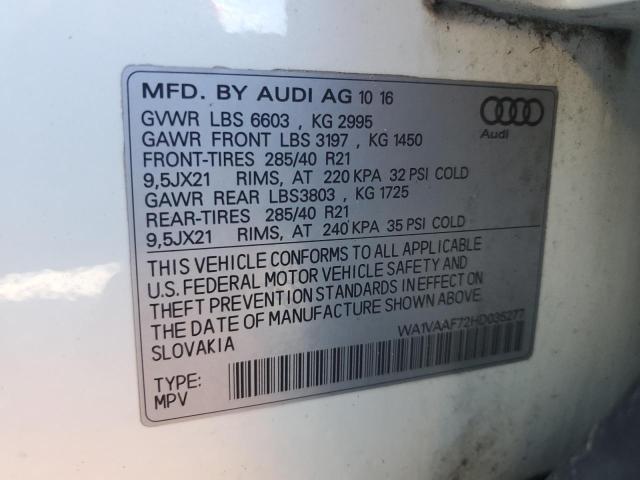 MFD. BY AUDI AG 10 16
GVWR LBS 6603 , KG 2995
GAWR FRONT LBS 3197 , KG 1450
FRONT-TIRES 285/40 R21
9,5JX21 RIMS, AT 220 KPA 32 PSI COLD
GAWR REAR LBS3803 , KG 1725
REAR-TIRES 285/40 R21
9,5JX21 RIMS, AT 240 KPA 35 PSI COLD
THIS VEHICLE CONFORMS TO ALL APPLICABLE
U.S. FEDERAL MOTOR VEHICLE SAFETY AND
THEFT PREVENTION STANDARDS IN EFFECT ON
THE DATE OF MANUFACTURE SHOWN ABOVE.
SLOVAKIA
WA1VAAF72HD035277
TYPE:
MPV
Audi